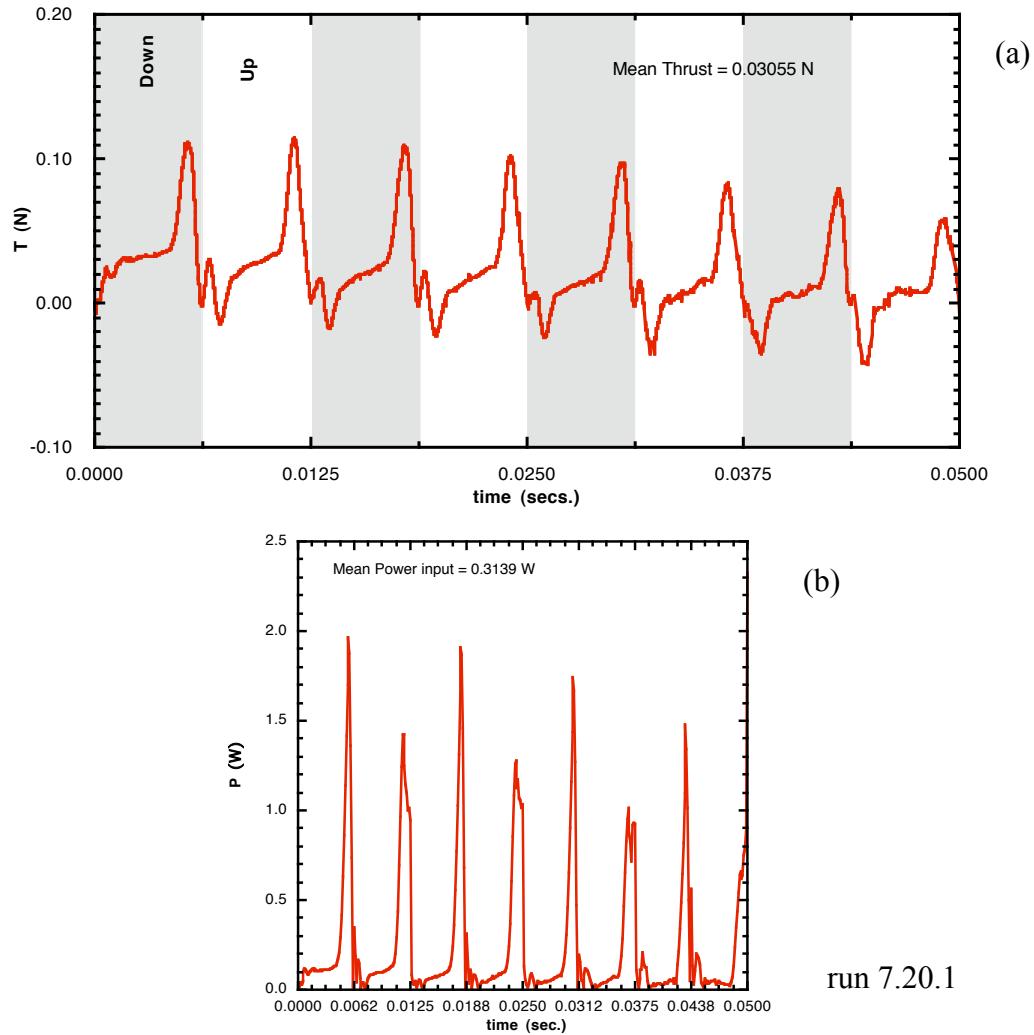 0.20
(a)
Down
Up
Mean Thrust = 0.03055 N
0.10
T (N)
0.00
-0.10
0.0000 0.0125 0.0250 0.0375 0.0500
time (secs.)
2.5
Mean Power input = 0.3139 W
(b)
2.0
1.5
P (W)
1.0
0.5
0.0
run 7.20.1
0.0000 0.0062 0.0125 0.0188 0.0250 0.0312 0.0375 0.0438 0.0500
time (sec.)